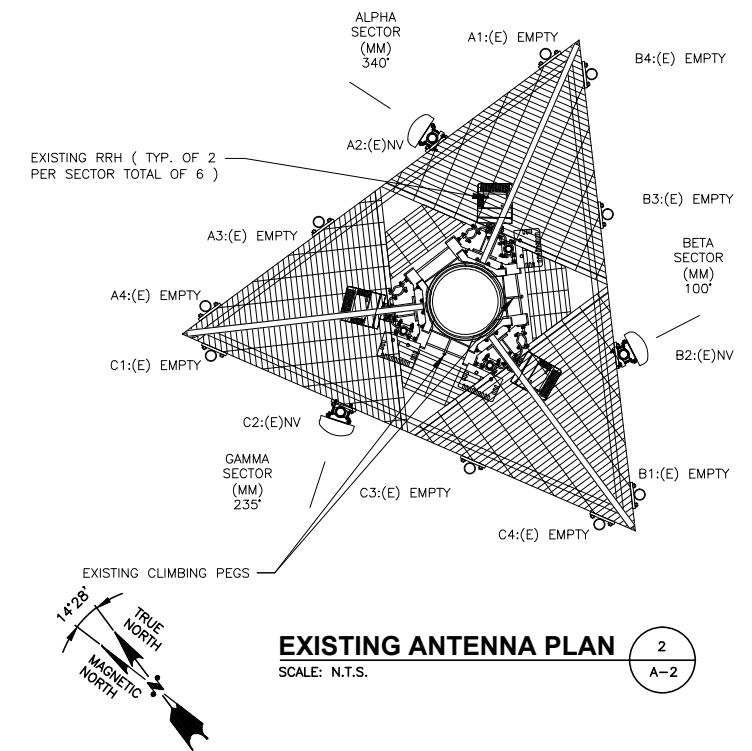 ALPHA
SECTOR
(MM)
340°
A1:(E) EMPTY
B4:(E) EMPTY
A2:(E)NV
EXISTING RRH ( TYP. OF 2
PER SECTOR TOTAL OF 6 )
B3:(E) EMPTY
A3:(E) EMPTY
BETA
SECTOR
(MM)
100°
A4:(E) EMPTY
C1:(E) EMPTY
B2:(E)NV
C2:(E)NV
GAMMA
SECTOR
(MM)
235°
B1:(E) EMPTY
C3:(E) EMPTY
C4:(E) EMPTY
EXISTING CLIMBING PEGS
14°28'
TRUE
NORTH
MAGNETIC
NORTH
EXISTING ANTENNA PLAN
SCALE: N.T.S.
2
A-2